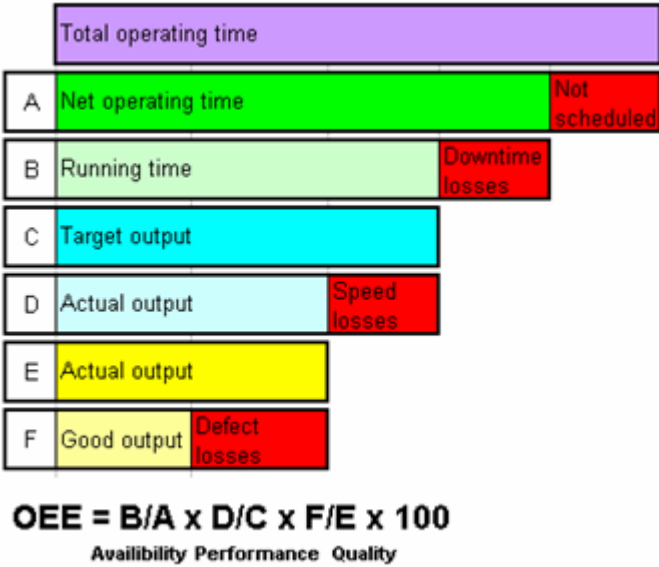 Total operating time
A Net operating time Not
scheduled
B Running time Downtime
losses
C Target output
D Actual output Speed
losses
E Actual output
F Good output Defect
losses
OEE = B/A x D/C x F/E x 100
Availibility Performance Quality